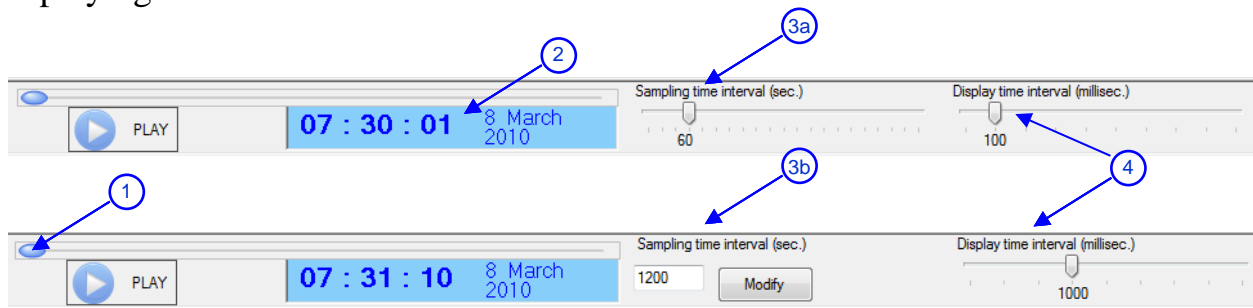 3a
2
Sampling time interval (sec.)
Display time interval (millisec.)
PLAY
07 : 30 : 01
8 March
2010
60
100
3b
4
1
Sampling time interval (sec.)
Display time interval (millisec.)
PLAY
07 : 31 : 10
8 March
2010
1200
Modify
1000